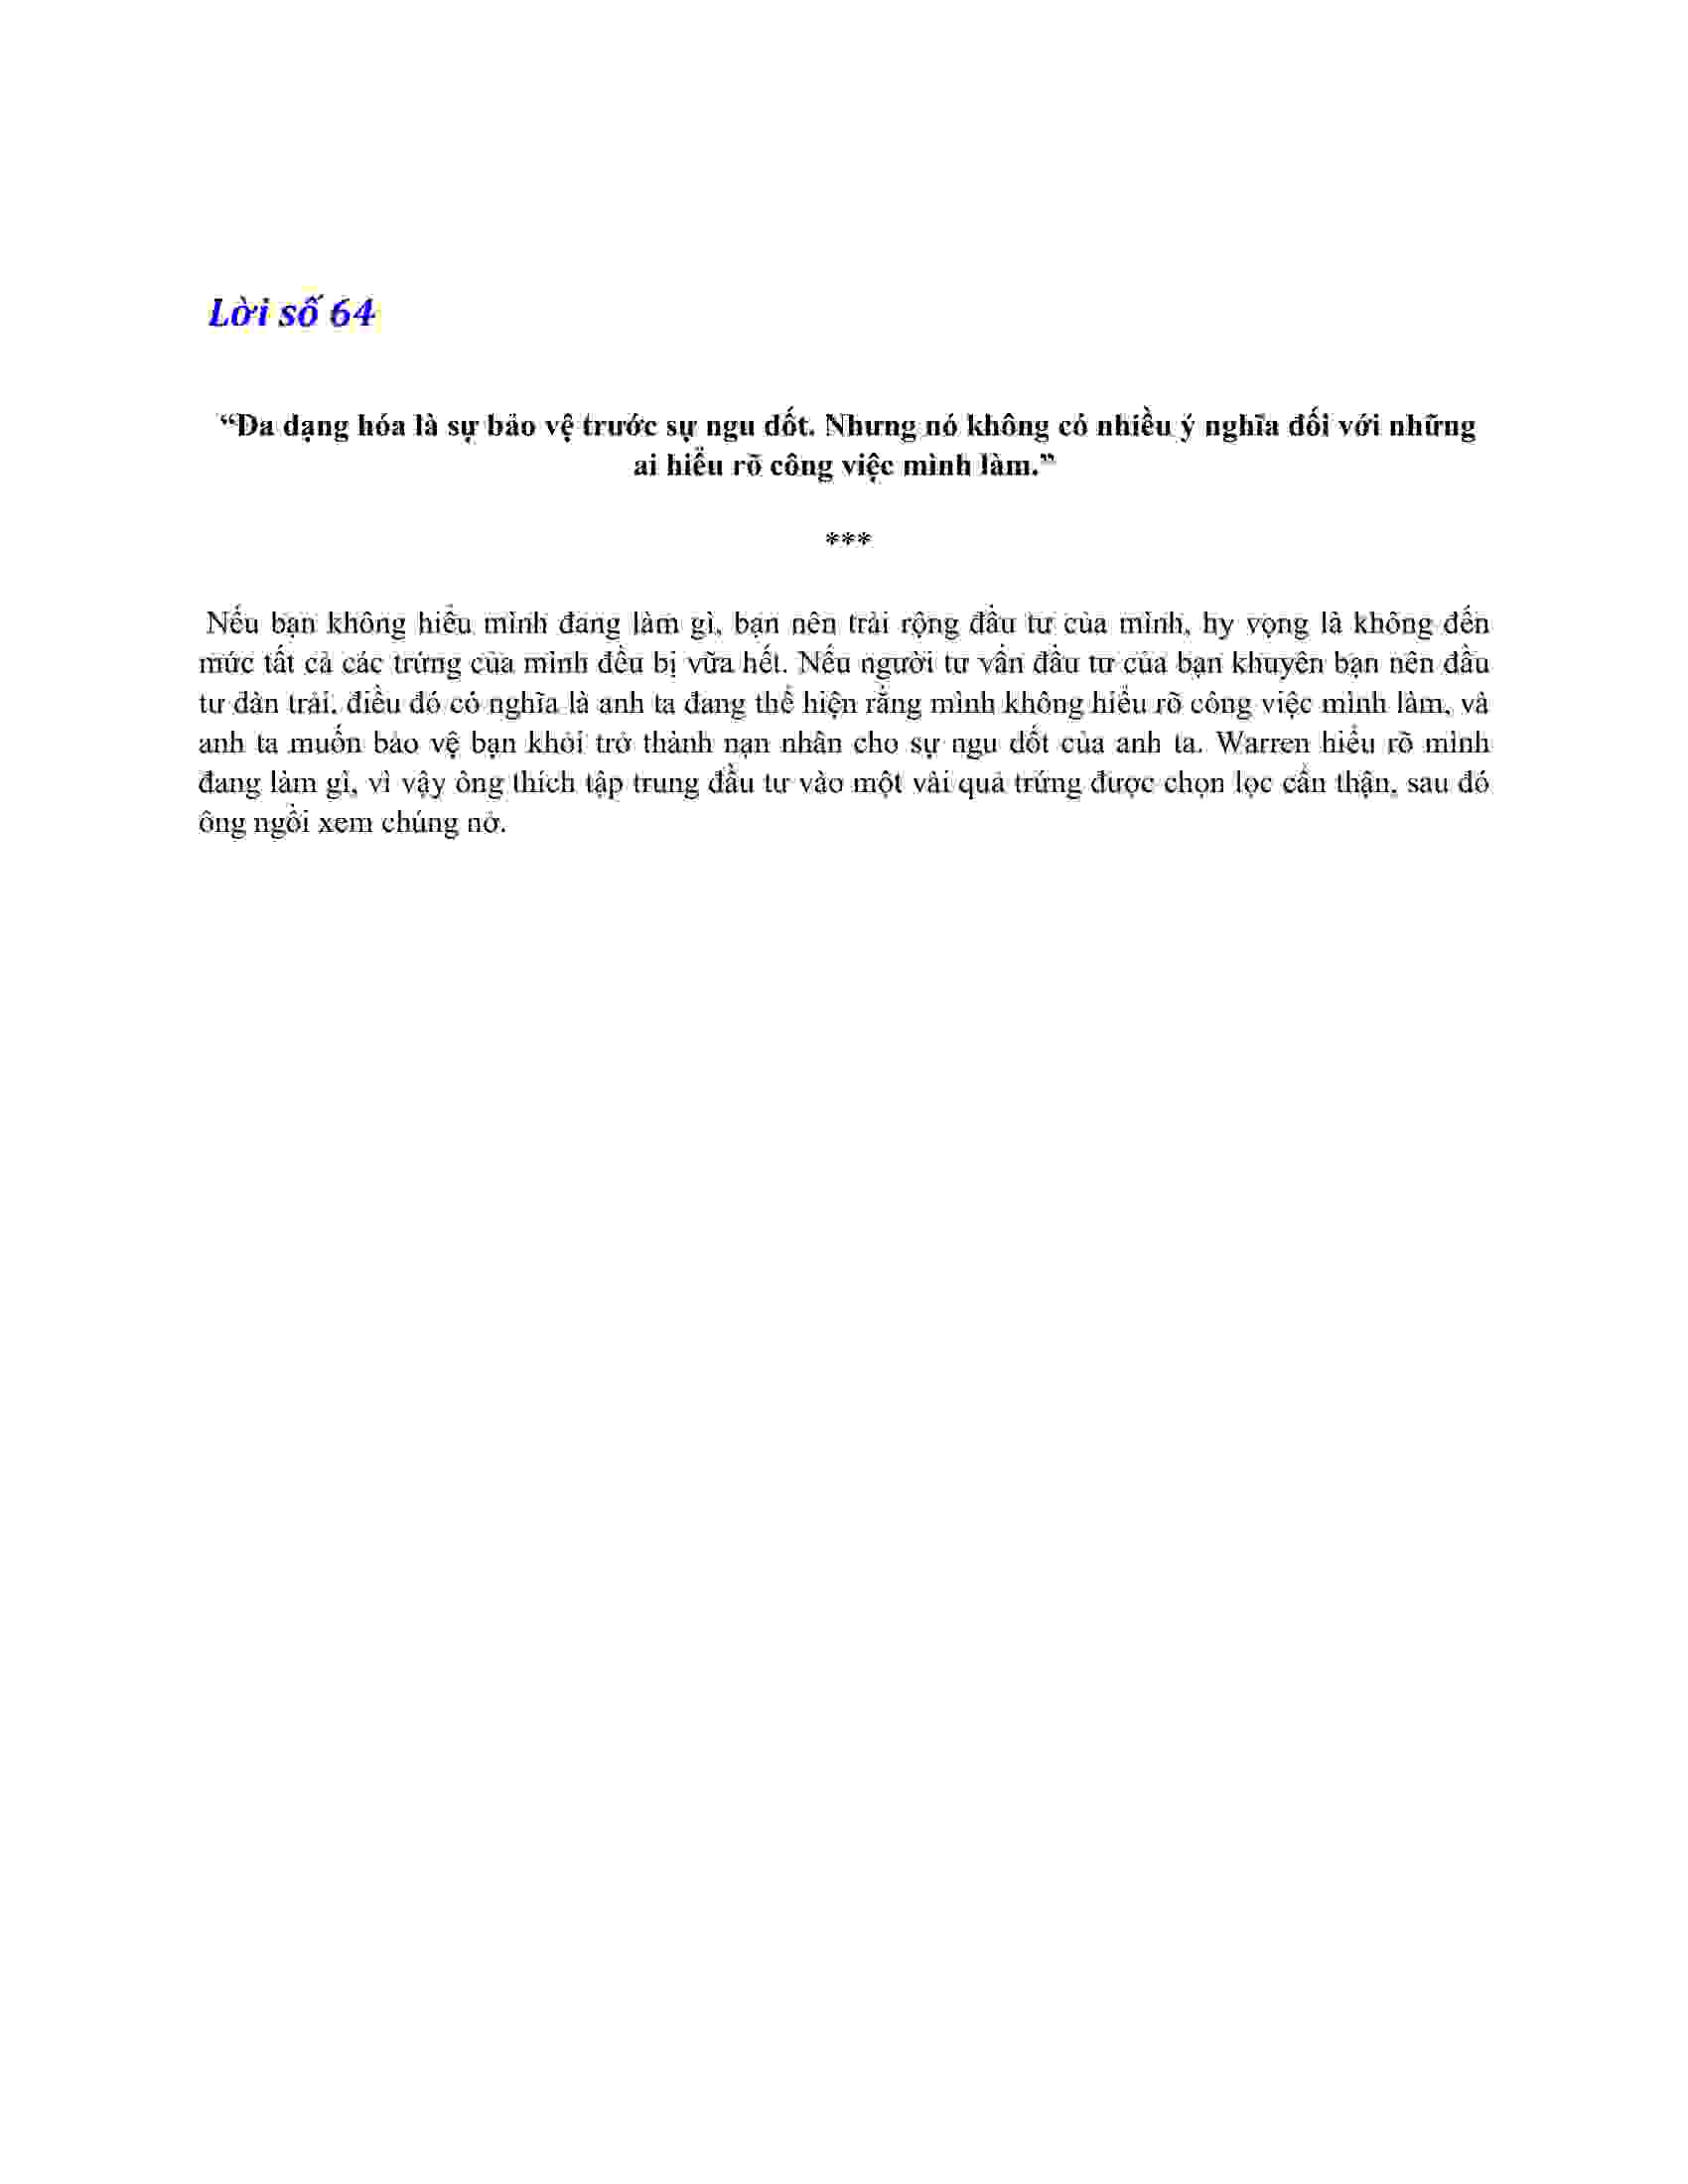 Lời số 64
“Đa dạng hóa là sự bảo vệ trước sự ngu dốt. Nhưng nó không có nhiều ý nghĩa đối với những
ai hiểu rõ công việc mình làm.”
***
Nếu bạn không hiểu mình đang làm gì, bạn nên trải rộng đầu tư của mình, hy vọng là không đến
mức tất cả các trứng của mình đều bị vữa hết. Nếu người tư vấn đầu tư của bạn khuyên bạn nên đầu
tư dàn trải, điều đó có nghĩa là anh ta đang thể hiện rằng mình không hiểu rõ công việc mình làm, và
anh ta muốn bảo vệ bạn khỏi trở thành nạn nhân cho sự ngu dốt của anh ta. Warren hiểu rõ mình
đang làm gì, vì vậy ông thích tập trung đầu tư vào một vài quả trứng được chọn lọc cẩn thận, sau đó
ông ngồi xem chúng nở.